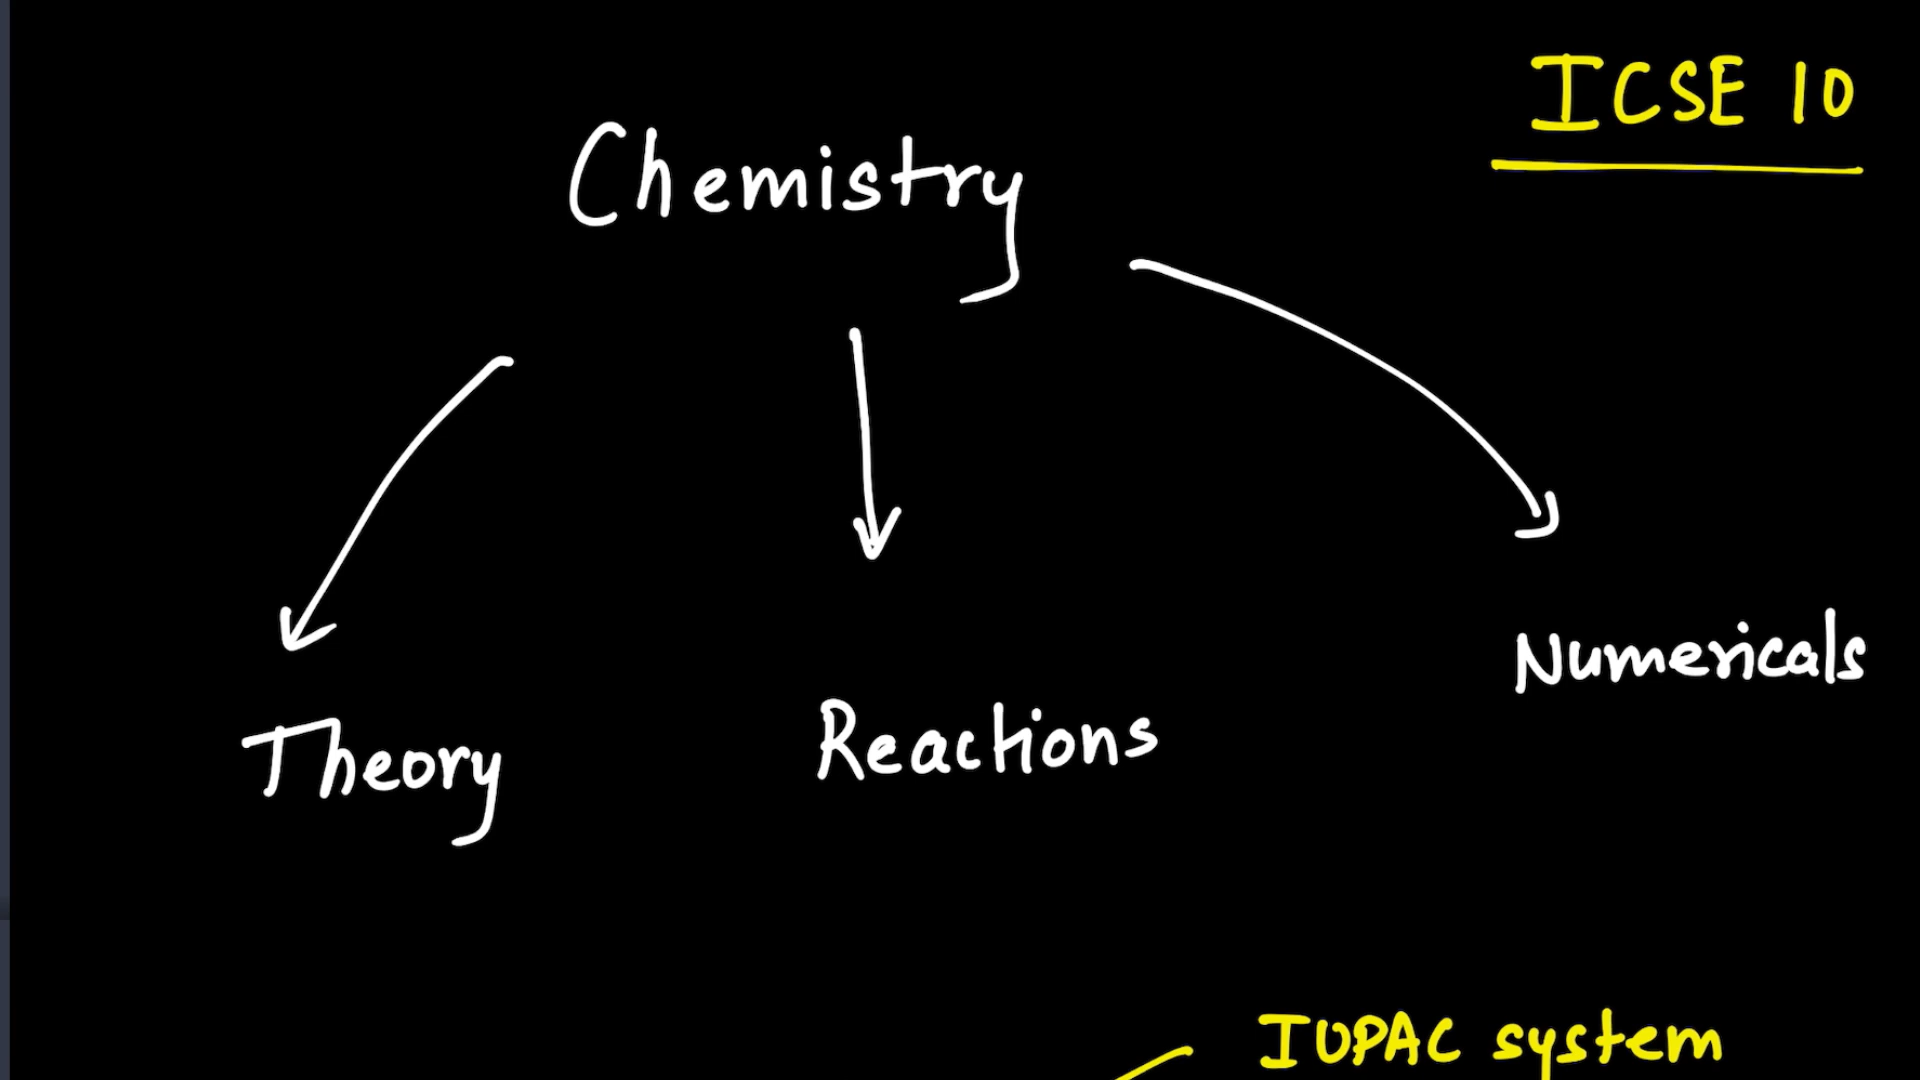 ICSE 10
Chemistry
Theory
Reactions
Numericals
IUPAC system